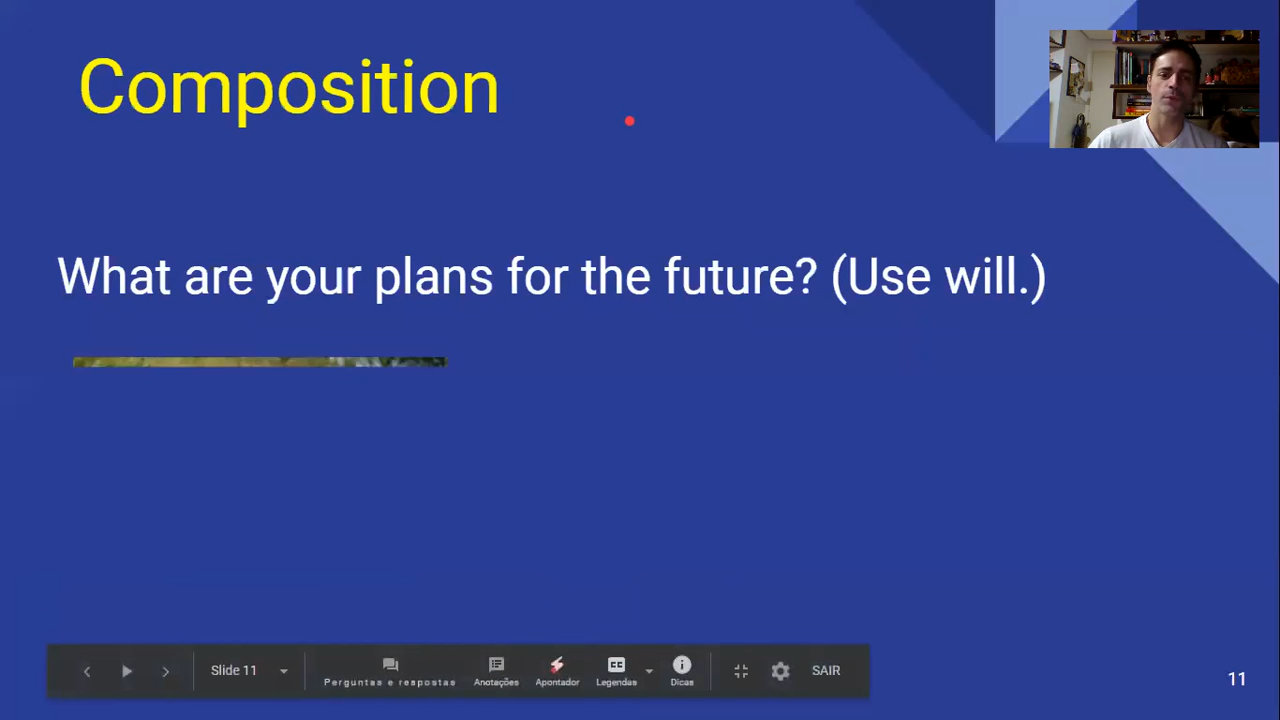 Composition
What are your plans for the future? (Use will.)
Slide 11
Perguntas e respostas
Anotações
Apontador
CC
Legendas
Dicas
SAIR
11